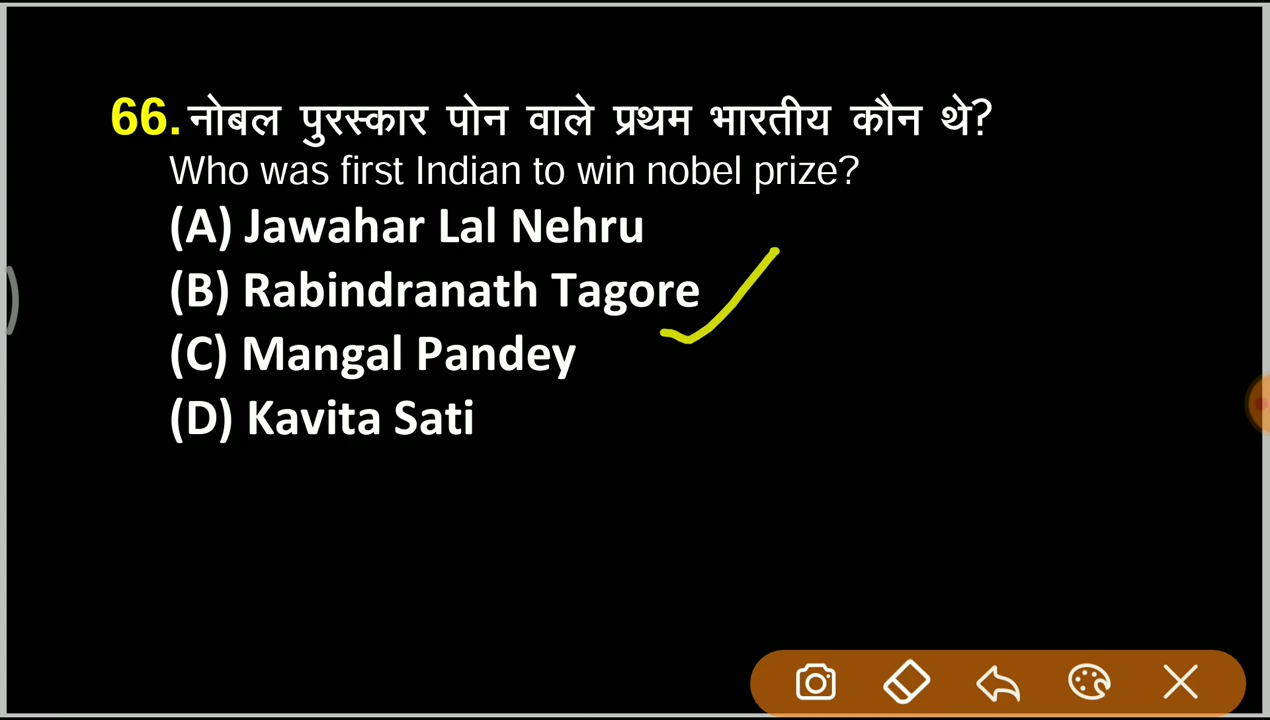 66. नोबल पुरस्कार पोन वाले प्रथम भारतीय कौन थे?
Who was first Indian to win nobel prize?
(A) Jawahar Lal Nehru
(B) Rabindranath Tagore
(C) Mangal Pandey
(D) Kavita Sati